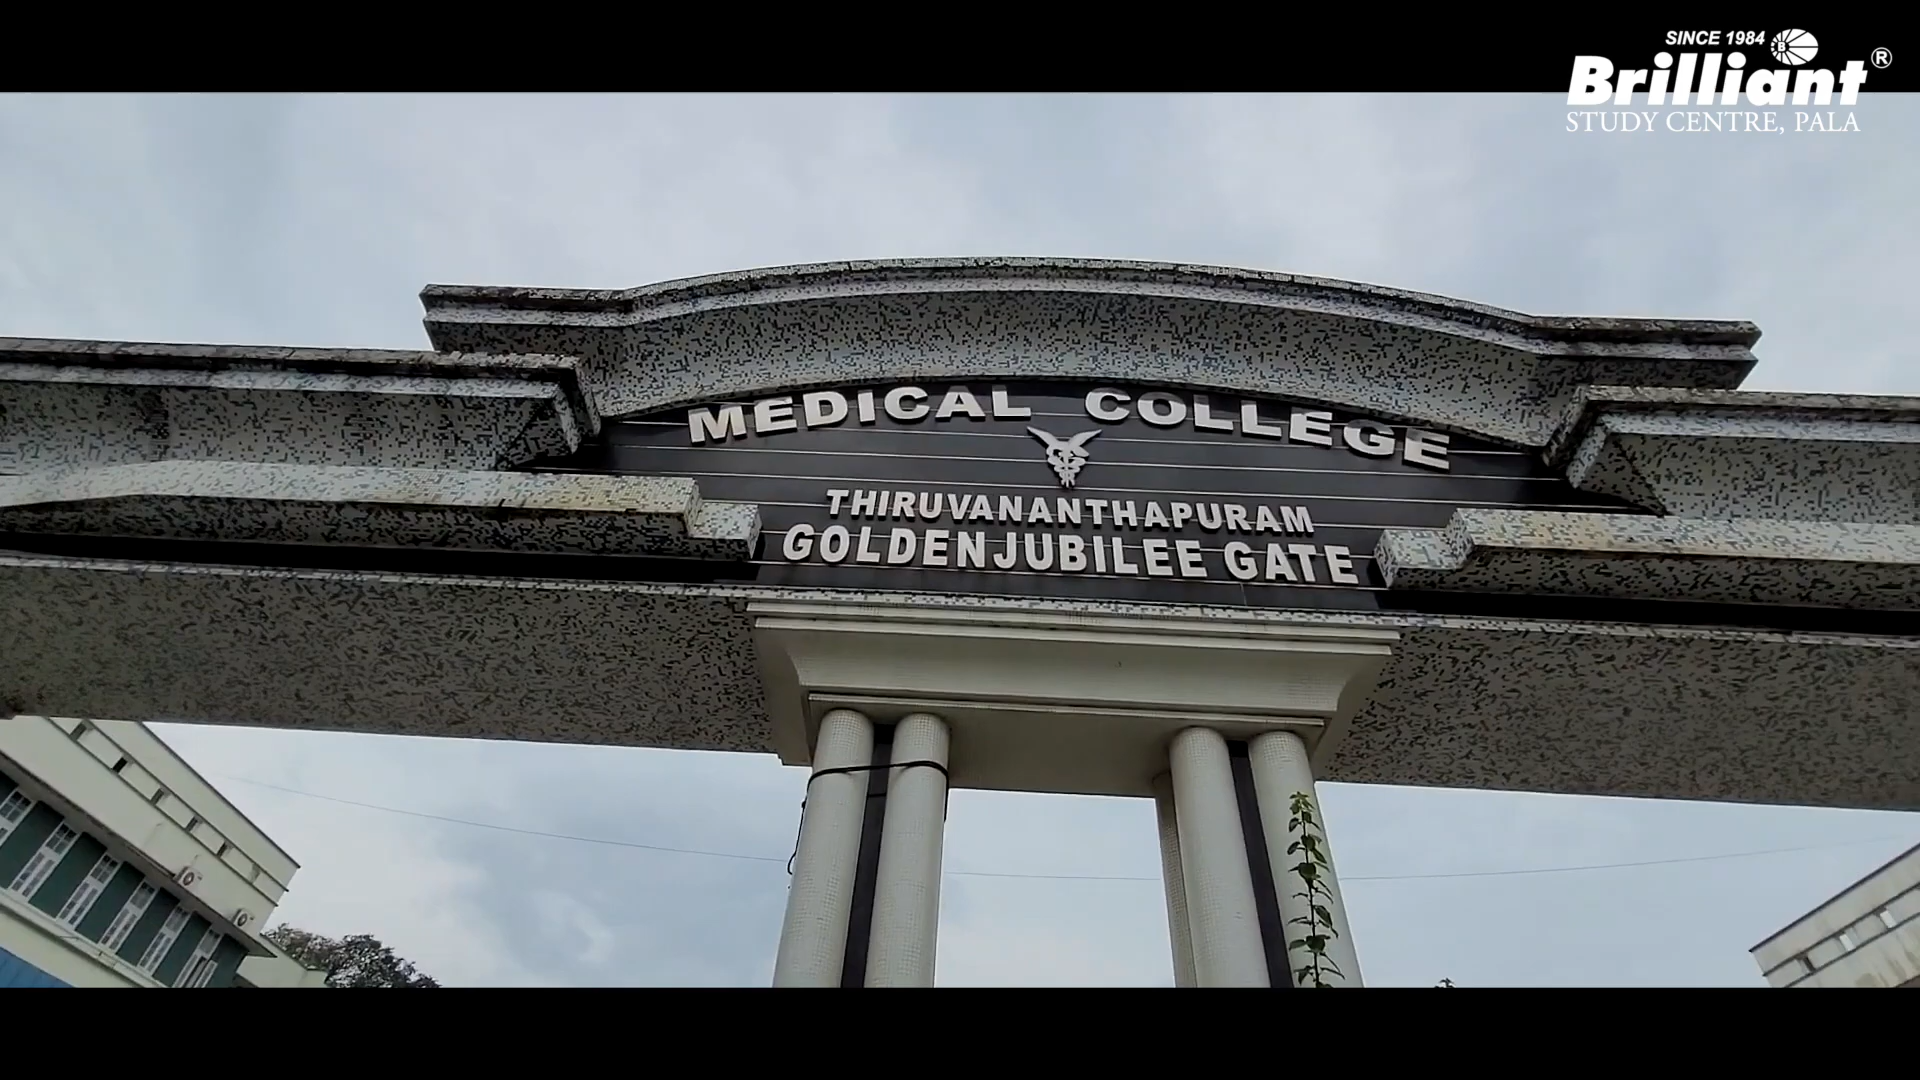 SINCE 1984
B
Brilliant®
STUDY CENTRE, PALA
MEDICAL COLLEGE
THIRUVANANTHAPURAM
GOLDENJUBILEE GATE